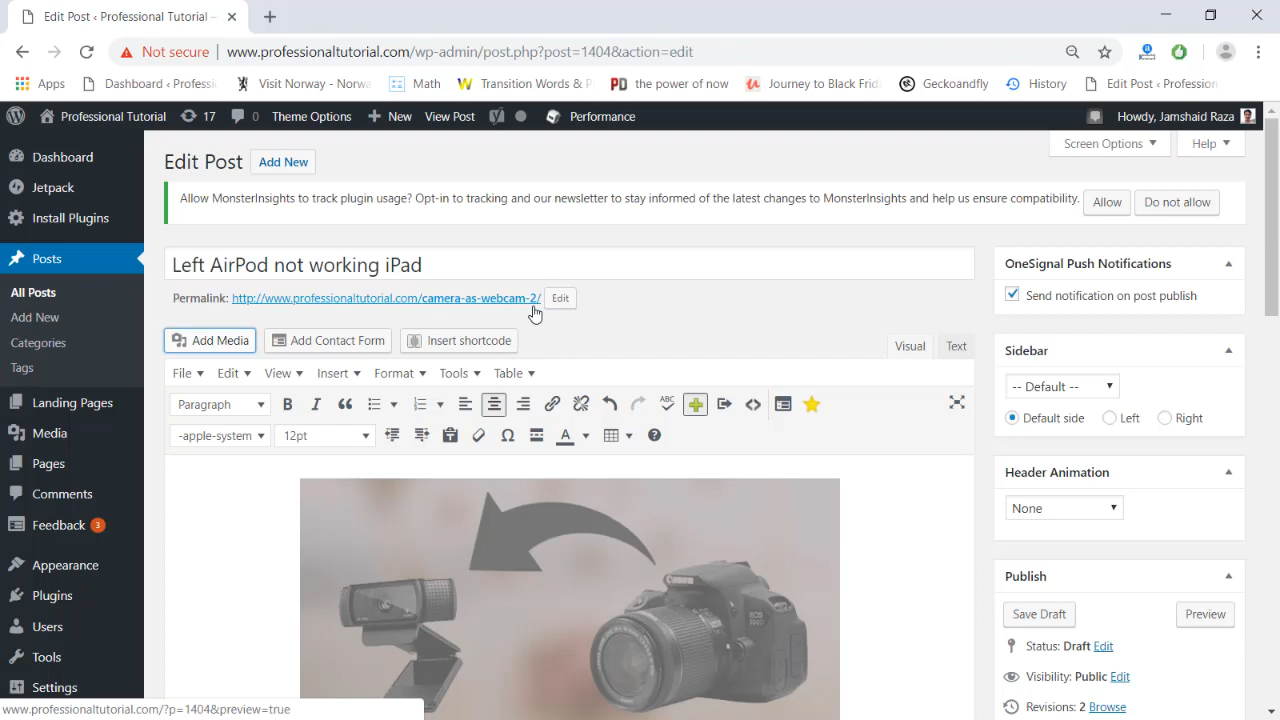 Edit Post ‹ Professional Tutorial —
Not secure
www.professionaltutorial.com/wp-admin/post.php?post=1404&action=edit
Apps
Dashboard ‹ Professi
Visit Norway - Norwe
Math
Transition Words & P
the power of now
Journey to Black Frid
Geckoandfly
History
Edit Post ‹ Profession
Professional Tutorial
17
0
Theme Options
New
View Post
Performance
Howdy, Jamshaid Raza
Screen Options
Help
Dashboard
Jetpack
Install Plugins
Posts
All Posts
Add New
Categories
Tags
Landing Pages
Media
Pages
Comments
Feedback 3
Appearance
Plugins
Users
Tools
Settings
Edit Post
Add New
Allow MonsterInsights to track plugin usage? Opt-in to tracking and our newsletter to stay informed of the latest changes to MonsterInsights and help us ensure compatibility.
Allow
Do not allow
Left AirPod not working iPad
Permalink: http://www.professionaltutorial.com/camera-as-webcam-2/
Edit
Add Media
Add Contact Form
Insert shortcode
Visual
Text
File
Edit
View
Insert
Format
Tools
Table
Paragraph
B
I
ABC
-apple-system
12pt
Ω
A
Canon
EOS
OneSignal Push Notifications
Send notification on post publish
Sidebar
-- Default --
Default side
Left
Right
Header Animation
None
Publish
Save Draft
Preview
Status: Draft Edit
Visibility: Public Edit
Revisions: 2 Browse
www.professionaltutorial.com/?p=1404&preview=true